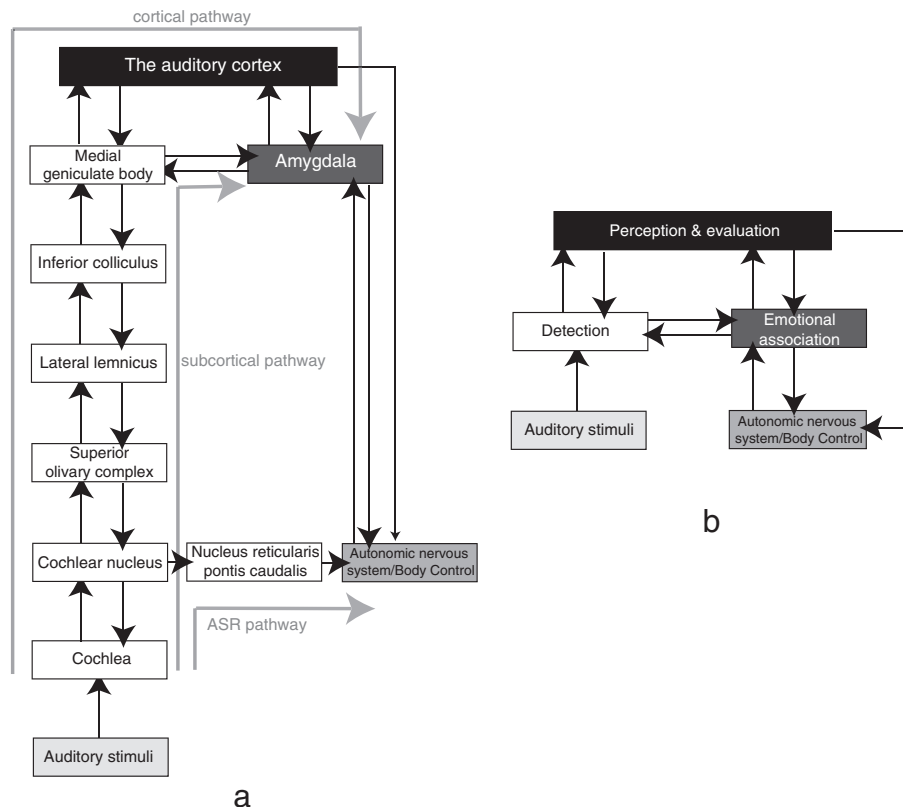 cortical pathway
The auditory cortex
Medial
geniculate body
Amygdala
Inferior colliculus
Lateral lemnicus
subcortical pathway
Superior
olivary complex
Cochlear nucleus
Nucleus reticularis
pontis caudalis
Autonomic nervous
system/Body Control
ASR pathway
Cochlea
Auditory stimuli
a
Perception & evaluation
Detection
Emotional
association
Auditory stimuli
Autonomic nervous
system/Body Control
b